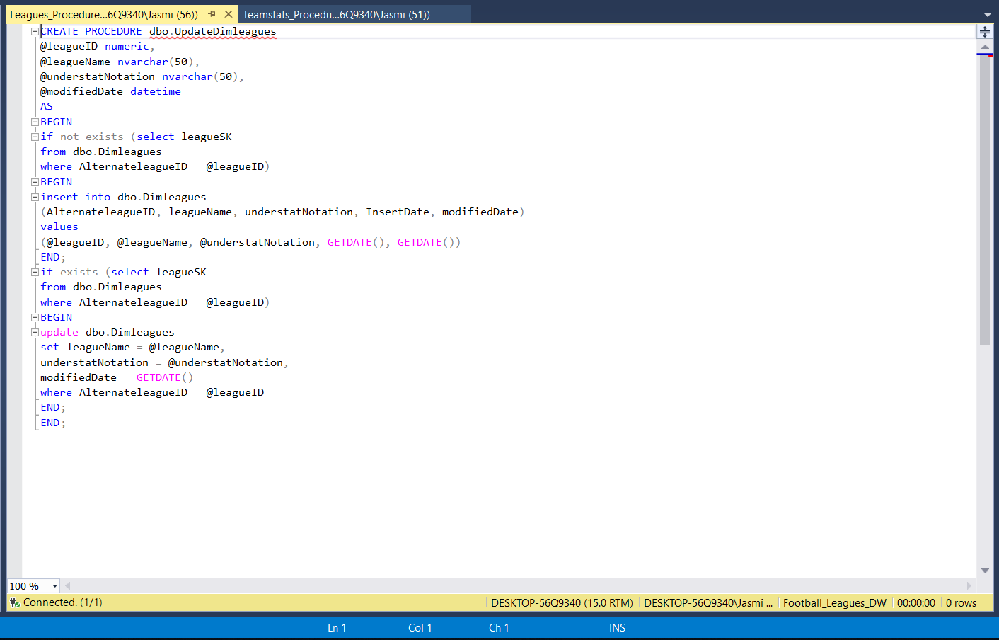 Leagues_Procedure...6Q9340\Jasmi (56))
Teamstats_Procedu...6Q9340\Jasmi (51))
CREATE PROCEDURE dbo.UpdateDimleagues
@leagueID numeric,
@leagueName nvarchar(50),
@understatNotation nvarchar(50),
@modifiedDate datetime
AS
BEGIN
if not exists (select leagueSK
from dbo.Dimleagues
where AlternateleagueID = @leagueID)
BEGIN
insert into dbo.Dimleagues
(AlternateleagueID, leagueName, understatNotation, InsertDate, modifiedDate)
values
(@leagueID, @leagueName, @understatNotation, GETDATE(), GETDATE())
END;
if exists (select leagueSK
from dbo.Dimleagues
where AlternateleagueID = @leagueID)
BEGIN
update dbo.Dimleagues
set leagueName = @leagueName,
understatNotation = @understatNotation,
modifiedDate = GETDATE()
where AlternateleagueID = @leagueID
END;
END;
100 %
Connected. (1/1)
DESKTOP-56Q9340 (15.0 RTM)
DESKTOP-56Q9340\Jasmi ...
Football_Leagues_DW
00:00:00
0 rows
Ln 1
Col 1
Ch 1
INS